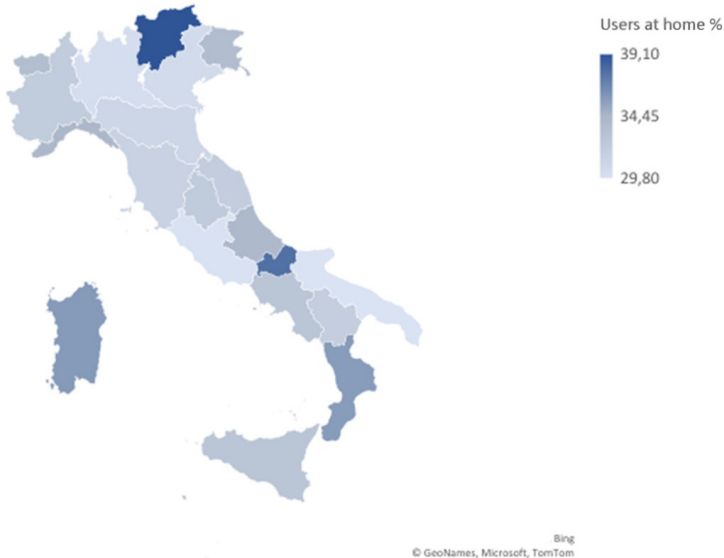 Users at home %
39,10
34,45
29,80
Bing
© GeoNames, Microsoft, TomTom